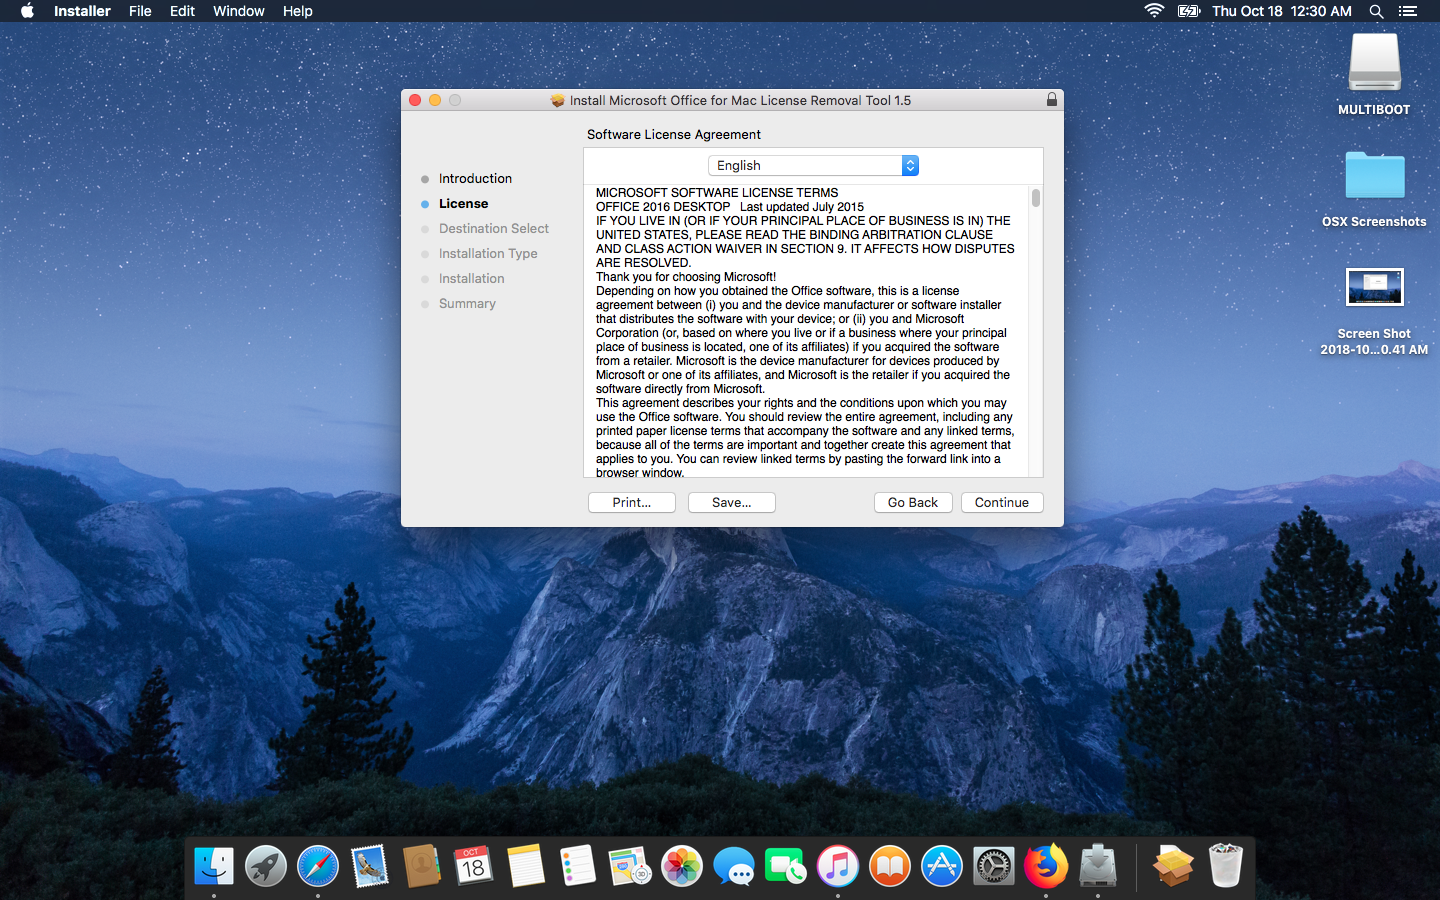 Installer File Edit Window Help
Thu Oct 18 12:30 AM
MULTIBOOT
OSX Screenshots
Screen Shot
2018-10...0.41 AM
Install Microsoft Office for Mac License Removal Tool 1.5
Software License Agreement
English
Introduction
License
Destination Select
Installation Type
Installation
Summary
MICROSOFT SOFTWARE LICENSE TERMS
OFFICE 2016 DESKTOP Last updated July 2015
IF YOU LIVE IN (OR IF YOUR PRINCIPAL PLACE OF BUSINESS IS IN) THE
UNITED STATES, PLEASE READ THE BINDING ARBITRATION CLAUSE
AND CLASS ACTION WAIVER IN SECTION 9. IT AFFECTS HOW DISPUTES
ARE RESOLVED.
Thank you for choosing Microsoft!
Depending on how you obtained the Office software, this is a license
agreement between (i) you and the device manufacturer or software installer
that distributes the software with your device; or (ii) you and Microsoft
Corporation (or, based on where you live or if a business where your principal
place of business is located, one of its affiliates) if you acquired the software
from a retailer. Microsoft is the device manufacturer for devices produced by
Microsoft or one of its affiliates, and Microsoft is the retailer if you acquired the
software directly from Microsoft.
This agreement describes your rights and the conditions upon which you may
use the Office software. You should review the entire agreement, including any
printed paper license terms that accompany the software and any linked terms,
because all of the terms are important and together create this agreement that
applies to you. You can review linked terms by pasting the forward link into a
browser window.
Print... Save... Go Back Continue
OCT
18